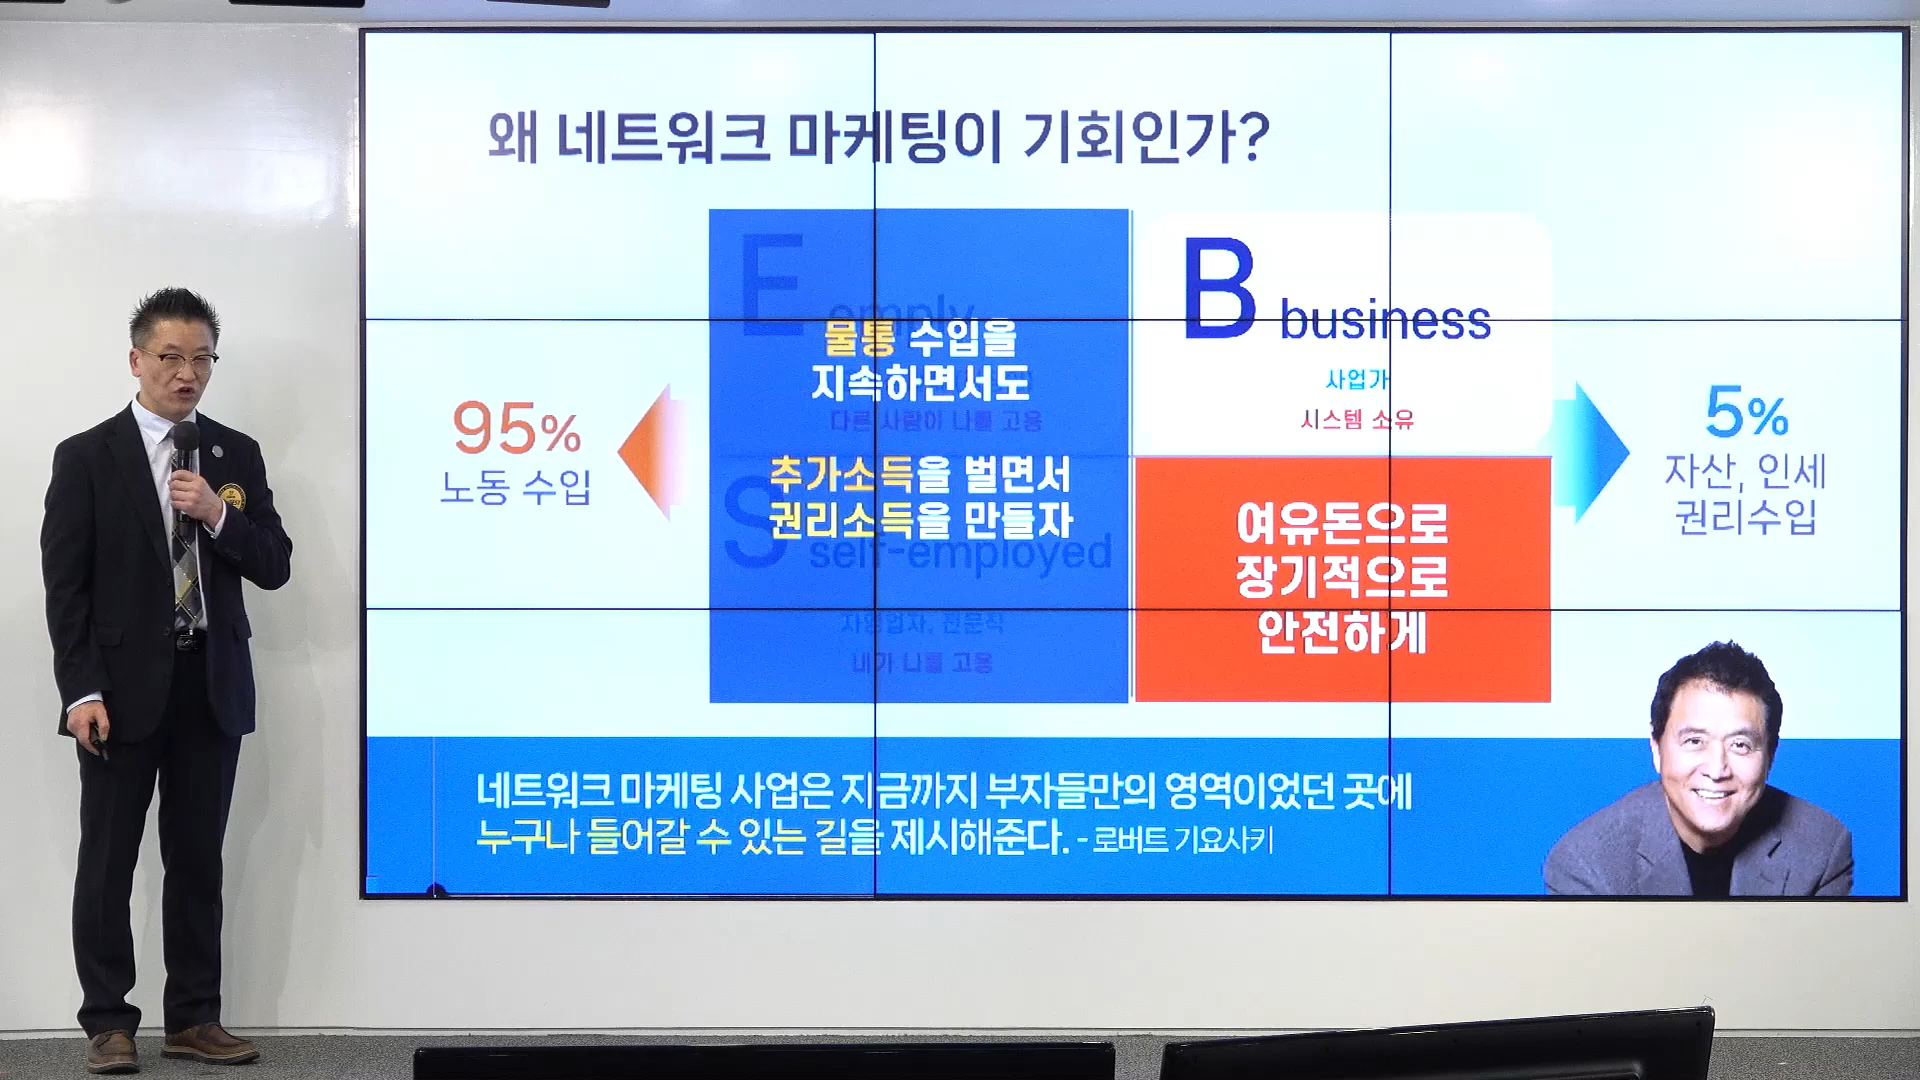 왜 네트워크 마케팅이 기회인가?
E emply
물통 수입을
지속하면서도
다른 사람이 나를 고용
추가소득을 벌면서
권리소득을 만들자
S self-employed
자영업자, 전문직
내가 나를 고용
B business
사업가
시스템 소유
여유돈으로
장기적으로
안전하게
95%
노동 수입
5%
자산, 인세
권리수입
네트워크 마케팅 사업은 지금까지 부자들만의 영역이었던 곳에
누구나 들어갈 수 있는 길을 제시해준다. - 로버트 기요사키